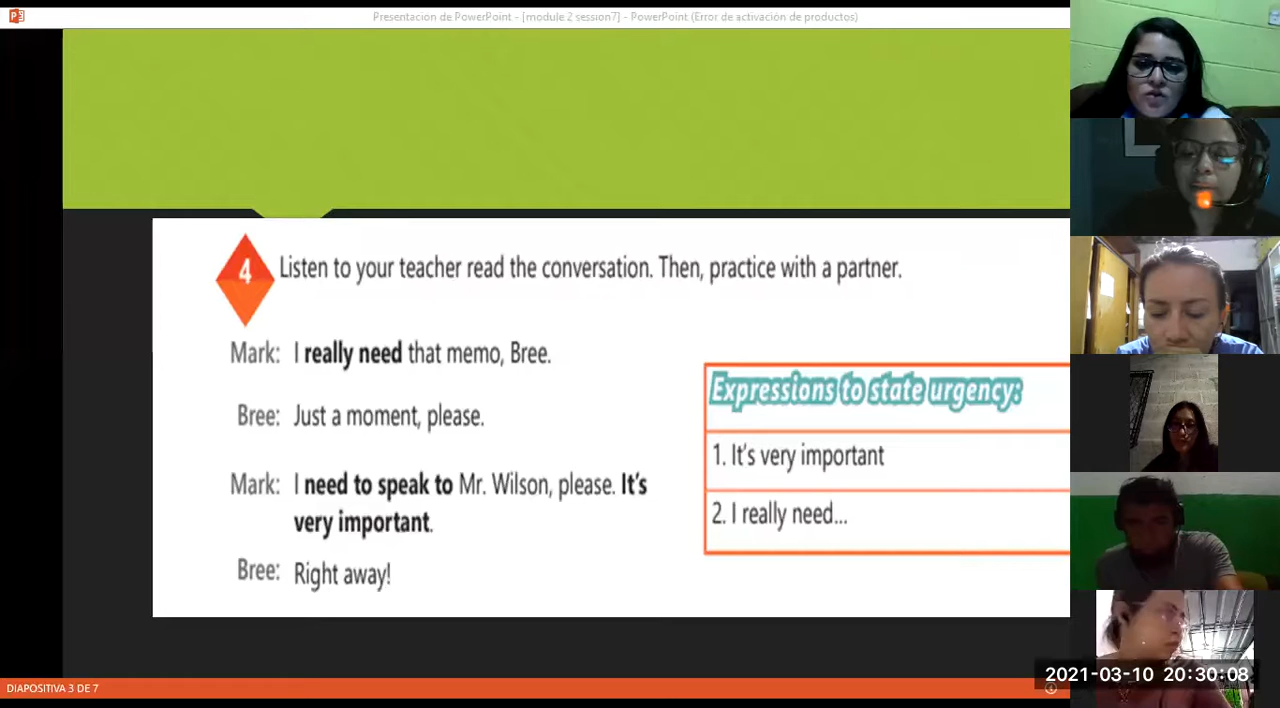 Presentación de PowerPoint - [module 2 session7] - PowerPoint (Error de activación de productos)
4
Listen to your teacher read the conversation. Then, practice with a partner.
Mark: I really need that memo, Bree.
Bree: Just a moment, please.
Mark: I need to speak to Mr. Wilson, please. It's
very important.
Bree: Right away!
Expressions to state urgency:
1. It's very important
2. I really need...
DIAPOSITIVA 3 DE 7
2021-03-10 20:30:08